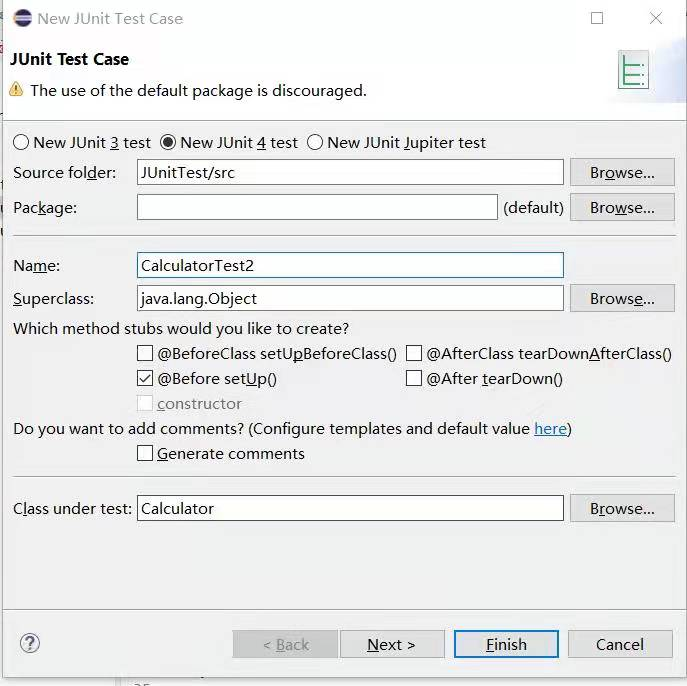 New JUnit Test Case
JUnit Test Case
The use of the default package is discouraged.
New JUnit 3 test New JUnit 4 test New JUnit Jupiter test
Source folder: JUnitTest/src Browse...
Package: (default) Browse...
Name: CalculatorTest2
Superclass: java.lang.Object Browse...
Which method stubs would you like to create?
@BeforeClass setUpBeforeClass() @AfterClass tearDownAfterClass()
@Before setUp() @After tearDown()
constructor
Do you want to add comments? (Configure templates and default value here)
Generate comments
Class under test: Calculator Browse...
? < Back Next > Finish Cancel